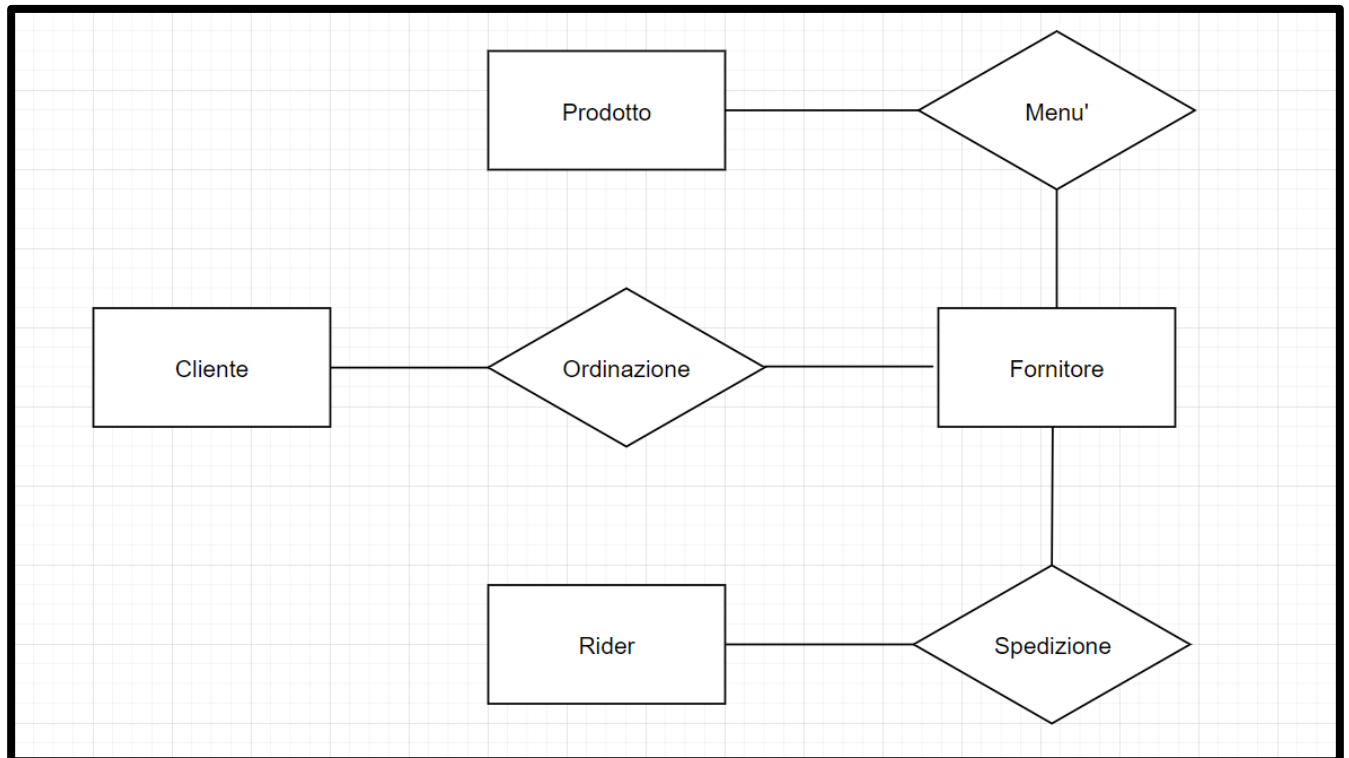 Prodotto
Menu'
Cliente
Ordinazione
Fornitore
Rider
Spedizione